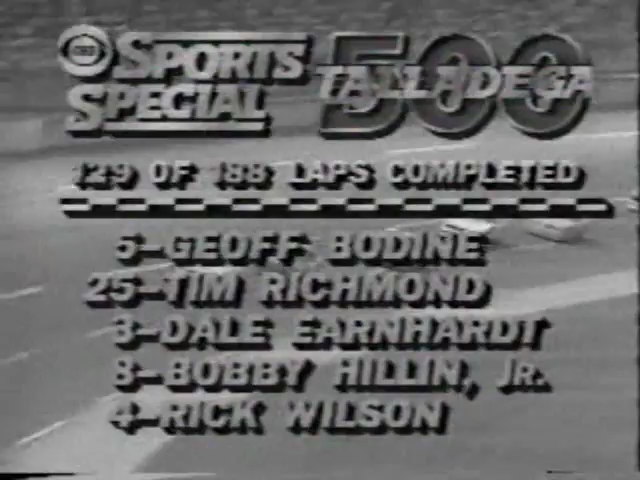 CBS SPORTS SPECIAL
TALLADEGA 500
129 OF 188 LAPS COMPLETED
5-GEOFF BODINE
25-TIM RICHMOND
3-DALE EARNHARDT
8-BOBBY HILLIN, JR.
4-RICK WILSON